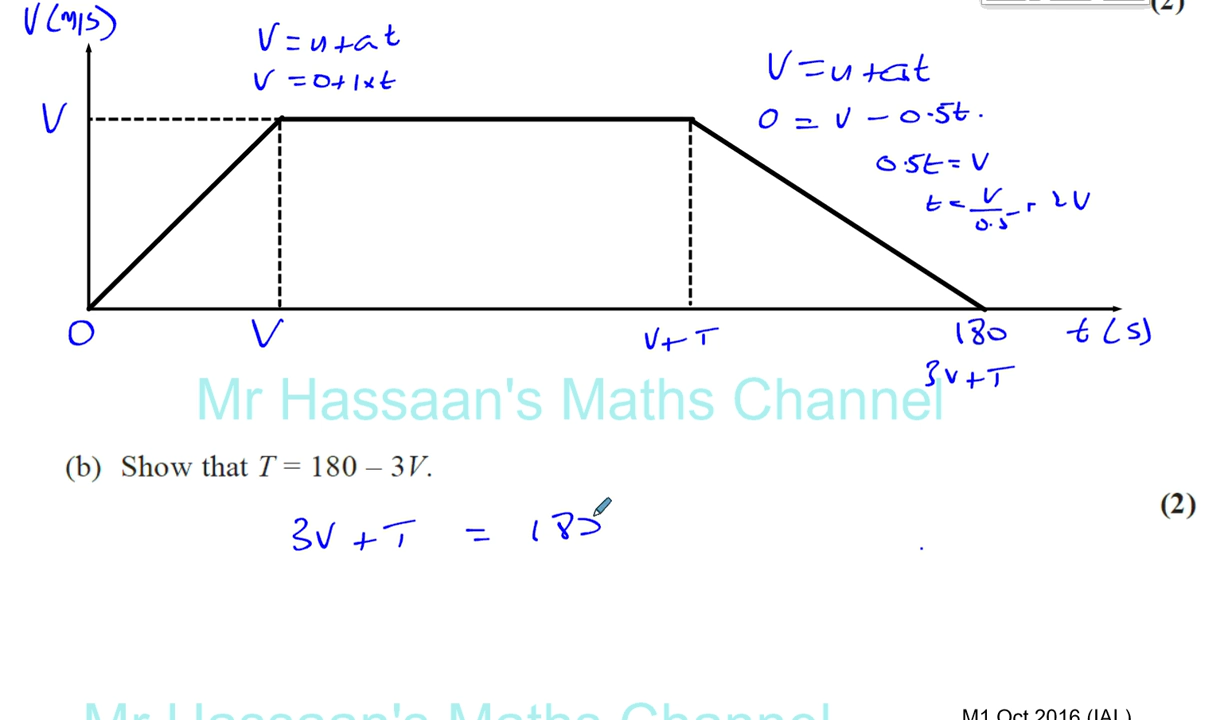 (2)
V(m/s)
V = u + at
V = 0 + 1 × t
V
V = u + at
0 = V - 0.5t.
0.5t = V
t = V/0.5 = 2V
0
V
V + T
180
t (s)
3V + T
Mr Hassaan's Maths Channel
(b) Show that T = 180 – 3V.
(2)
3V + T = 180
Mr Hassaan's Maths Channel
M1 Oct 2016 (IAL)